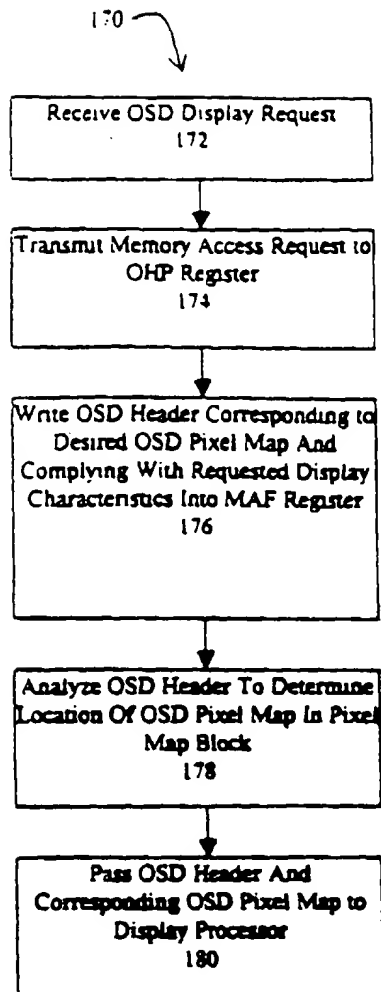 170
Receive OSD Display Request
172
Transmit Memory Access Request to
OHP Register
174
Write OSD Header Corresponding to
Desired OSD Pixel Map And
Complying With Requested Display
Characteristics Into MAF Register
176
Analyze OSD Header To Determine
Location Of OSD Pixel Map In Pixel
Map Block
178
Pass OSD Header And
Corresponding OSD Pixel Map to
Display Processor
180